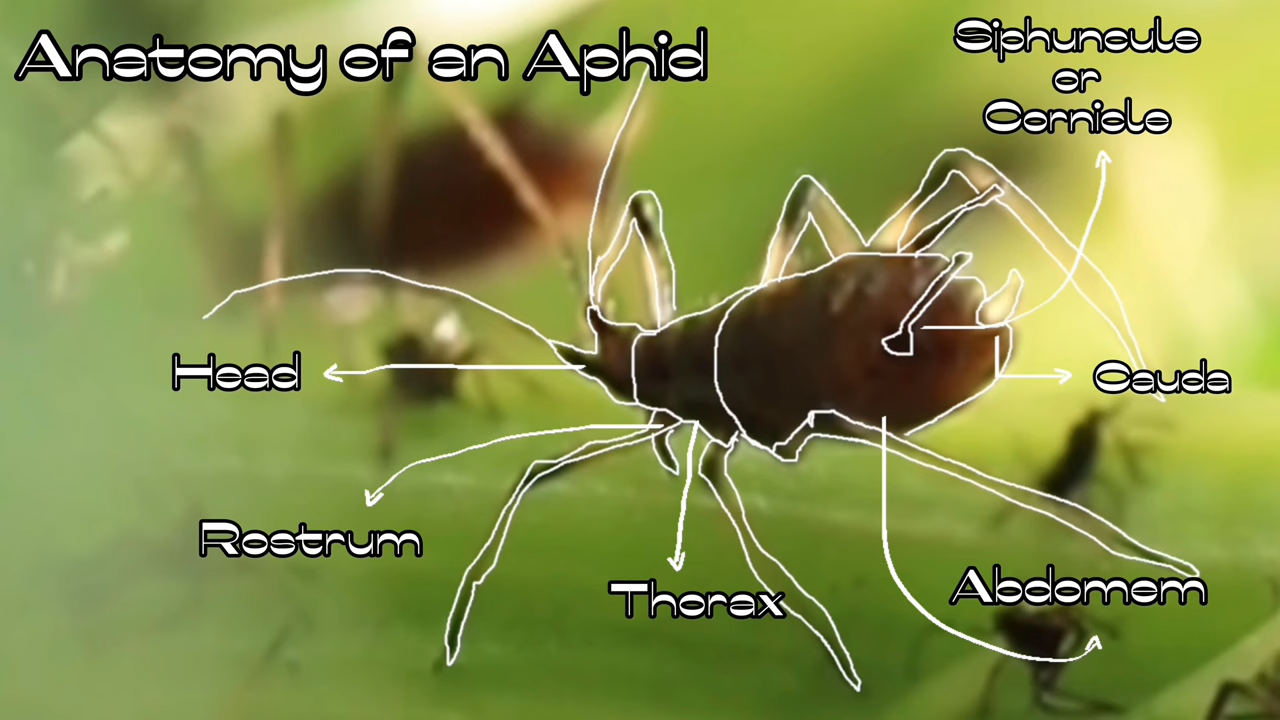 Anatomy of an Aphid
Siphuncule
or
Cornicle
Head
Cauda
Rostrum
Thorax
Abdomem